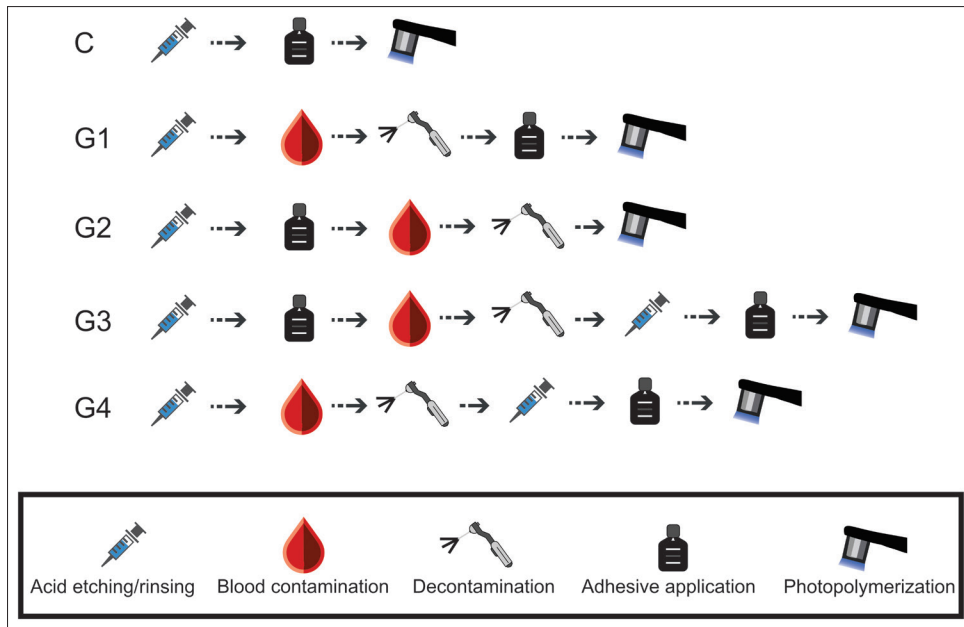 C
G1
G2
G3
G4
Acid etching/rinsing Blood contamination Decontamination Adhesive application Photopolymerization